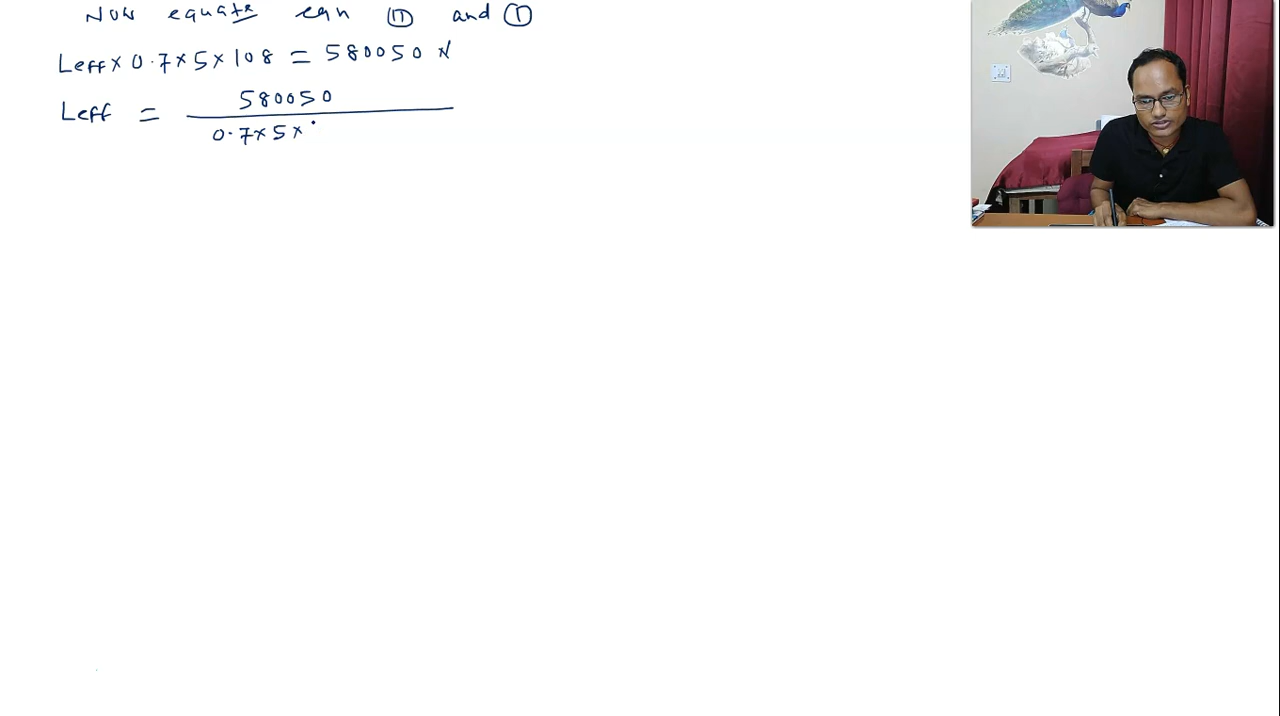 Now equate eqn II and I
Leff × 0.7 × 5 × 108 = 580050 N
Leff = 580050
0.7 × 5 ×